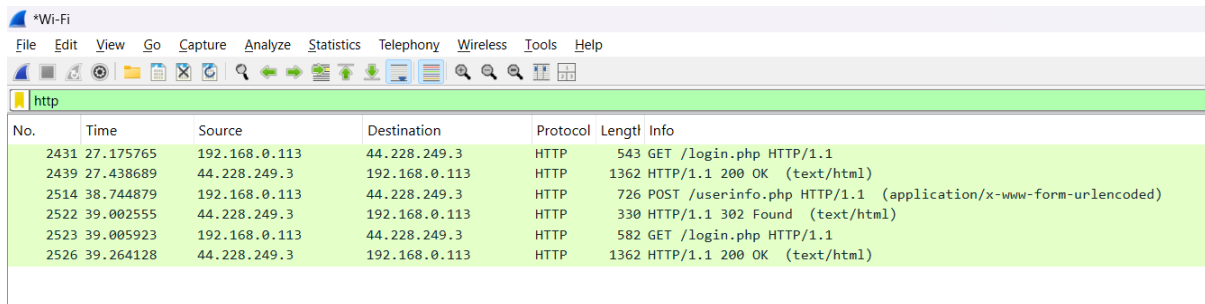 *Wi-Fi
File Edit View Go Capture Analyze Statistics Telephony Wireless Tools Help
http
No. Time Source Destination Protocol Length Info
2431 27.175765 192.168.0.113 44.228.249.3 HTTP 543 GET /login.php HTTP/1.1
2439 27.438689 44.228.249.3 192.168.0.113 HTTP 1362 HTTP/1.1 200 OK (text/html)
2514 38.744879 192.168.0.113 44.228.249.3 HTTP 726 POST /userinfo.php HTTP/1.1 (application/x-www-form-urlencoded)
2522 39.002555 44.228.249.3 192.168.0.113 HTTP 330 HTTP/1.1 302 Found (text/html)
2523 39.005923 192.168.0.113 44.228.249.3 HTTP 582 GET /login.php HTTP/1.1
2526 39.264128 44.228.249.3 192.168.0.113 HTTP 1362 HTTP/1.1 200 OK (text/html)